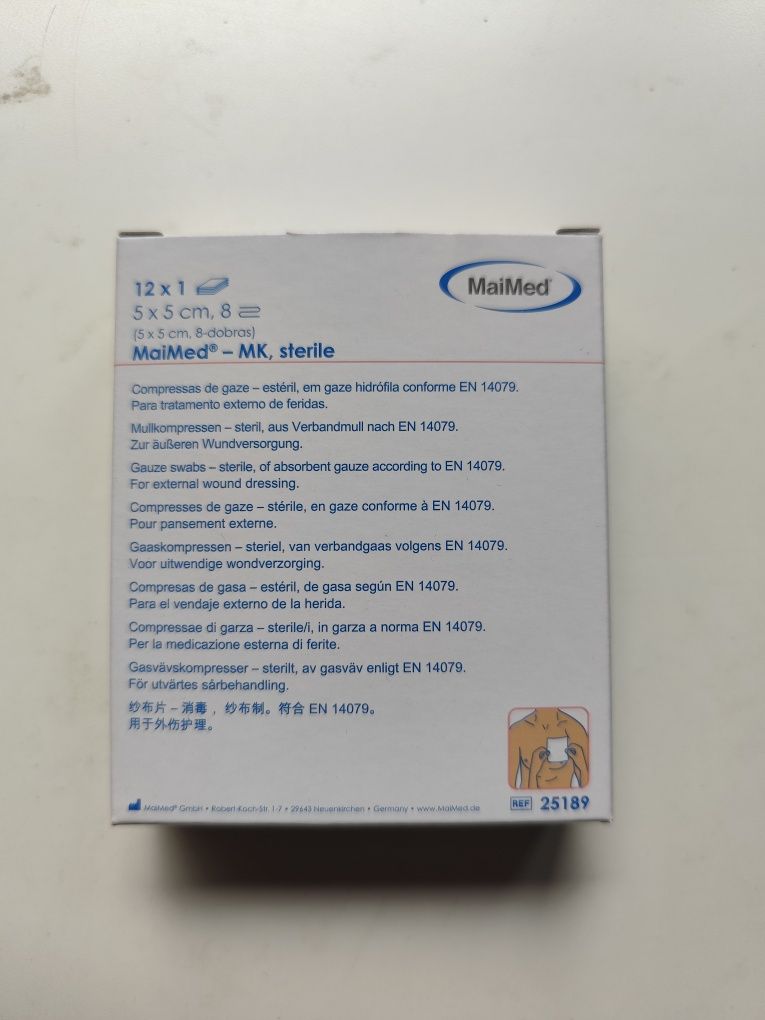 12 x 1
MaiMed®
5 x 5 cm, 8
(5 x 5 cm, 8-dobras)
MaiMed® – MK, sterile
Compressas de gaze – estéril, em gaze hidrófila conforme EN 14079.
Para tratamento externo de feridas.
Mullkompressen – steril, aus Verbandmull nach EN 14079.
Zur äußeren Wundversorgung.
Gauze swabs – sterile, of absorbent gauze according to EN 14079.
For external wound dressing.
Compresses de gaze – stérile, en gaze conforme à EN 14079.
Pour pansement externe.
Gaaskompressen – steriel, van verbandgaas volgens EN 14079.
Voor uitwendige wondverzorging.
Compresas de gasa – estéril, de gasa según EN 14079.
Para el vendaje externo de la herida.
Compressae di garza – sterile/i, in garza a norma EN 14079.
Per la medicazione esterna di ferite.
Gasvävskompresser – sterilt, av gasväv enligt EN 14079.
För utvärtes sårbehandling.
纱布片 – 消毒 ， 纱布制。符合 EN 14079。
用于外伤护理。
MaiMed® GmbH • Robert-Koch-Str. 1-7 • 29643 Neuenkirchen • Germany • www.MaiMed.de
REF 25189